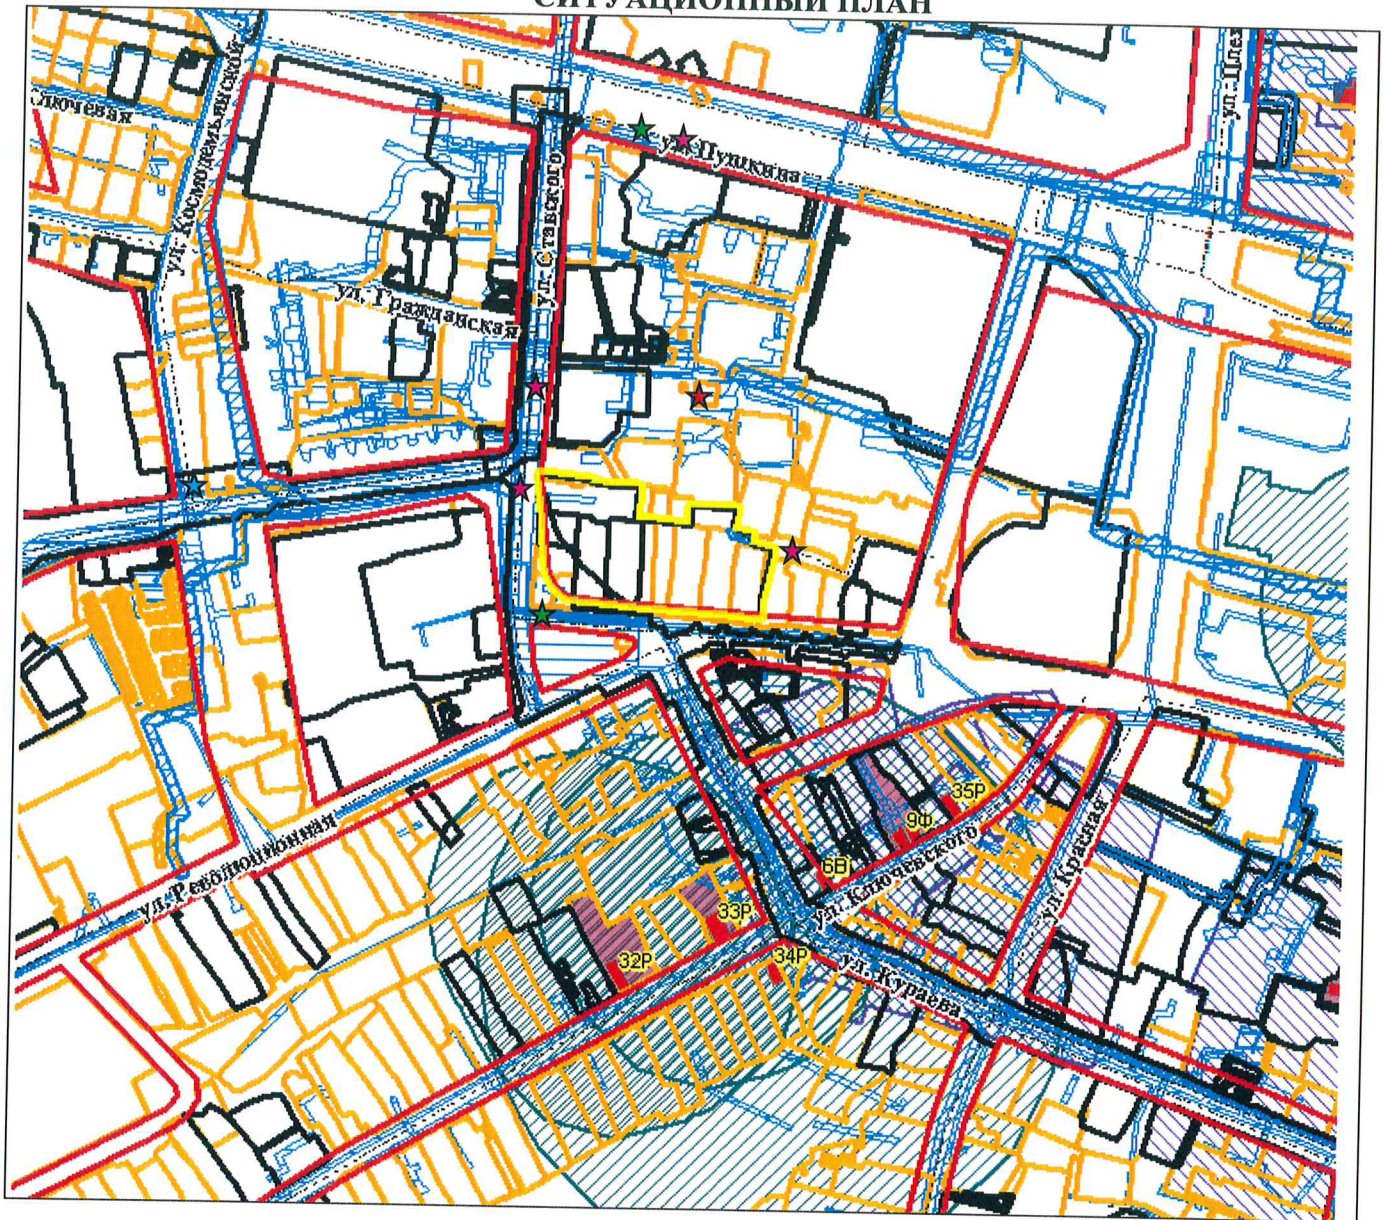 СИТУАЦИОННЫЙ ПЛАН
ул. Космодемьянской
лючевая
ул. Пушкина
ул. Ставского
ул. Гражданская
ул. Революционная
35Р
9Ф
6В
ул. Ключевского
ул. Красная
33Р
32Р
34Р
ул. Кураева